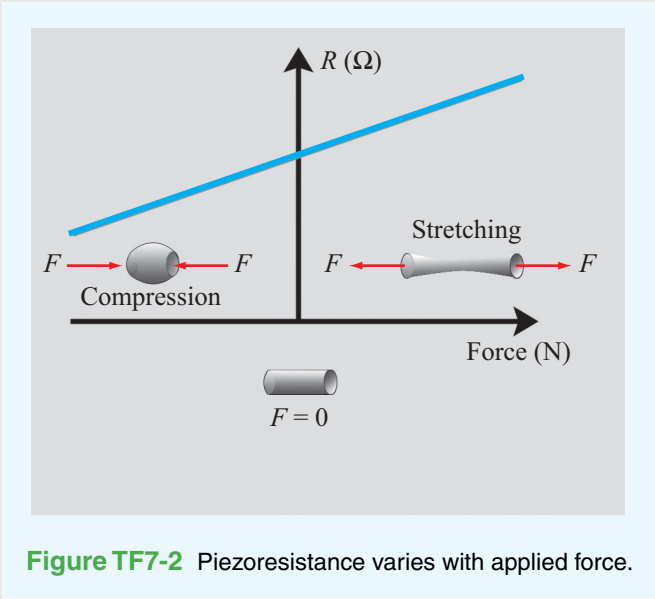 R (Ω)
Stretching
F F F F
Compression
Force (N)
F = 0
Figure TF7-2 Piezoresistance varies with applied force.